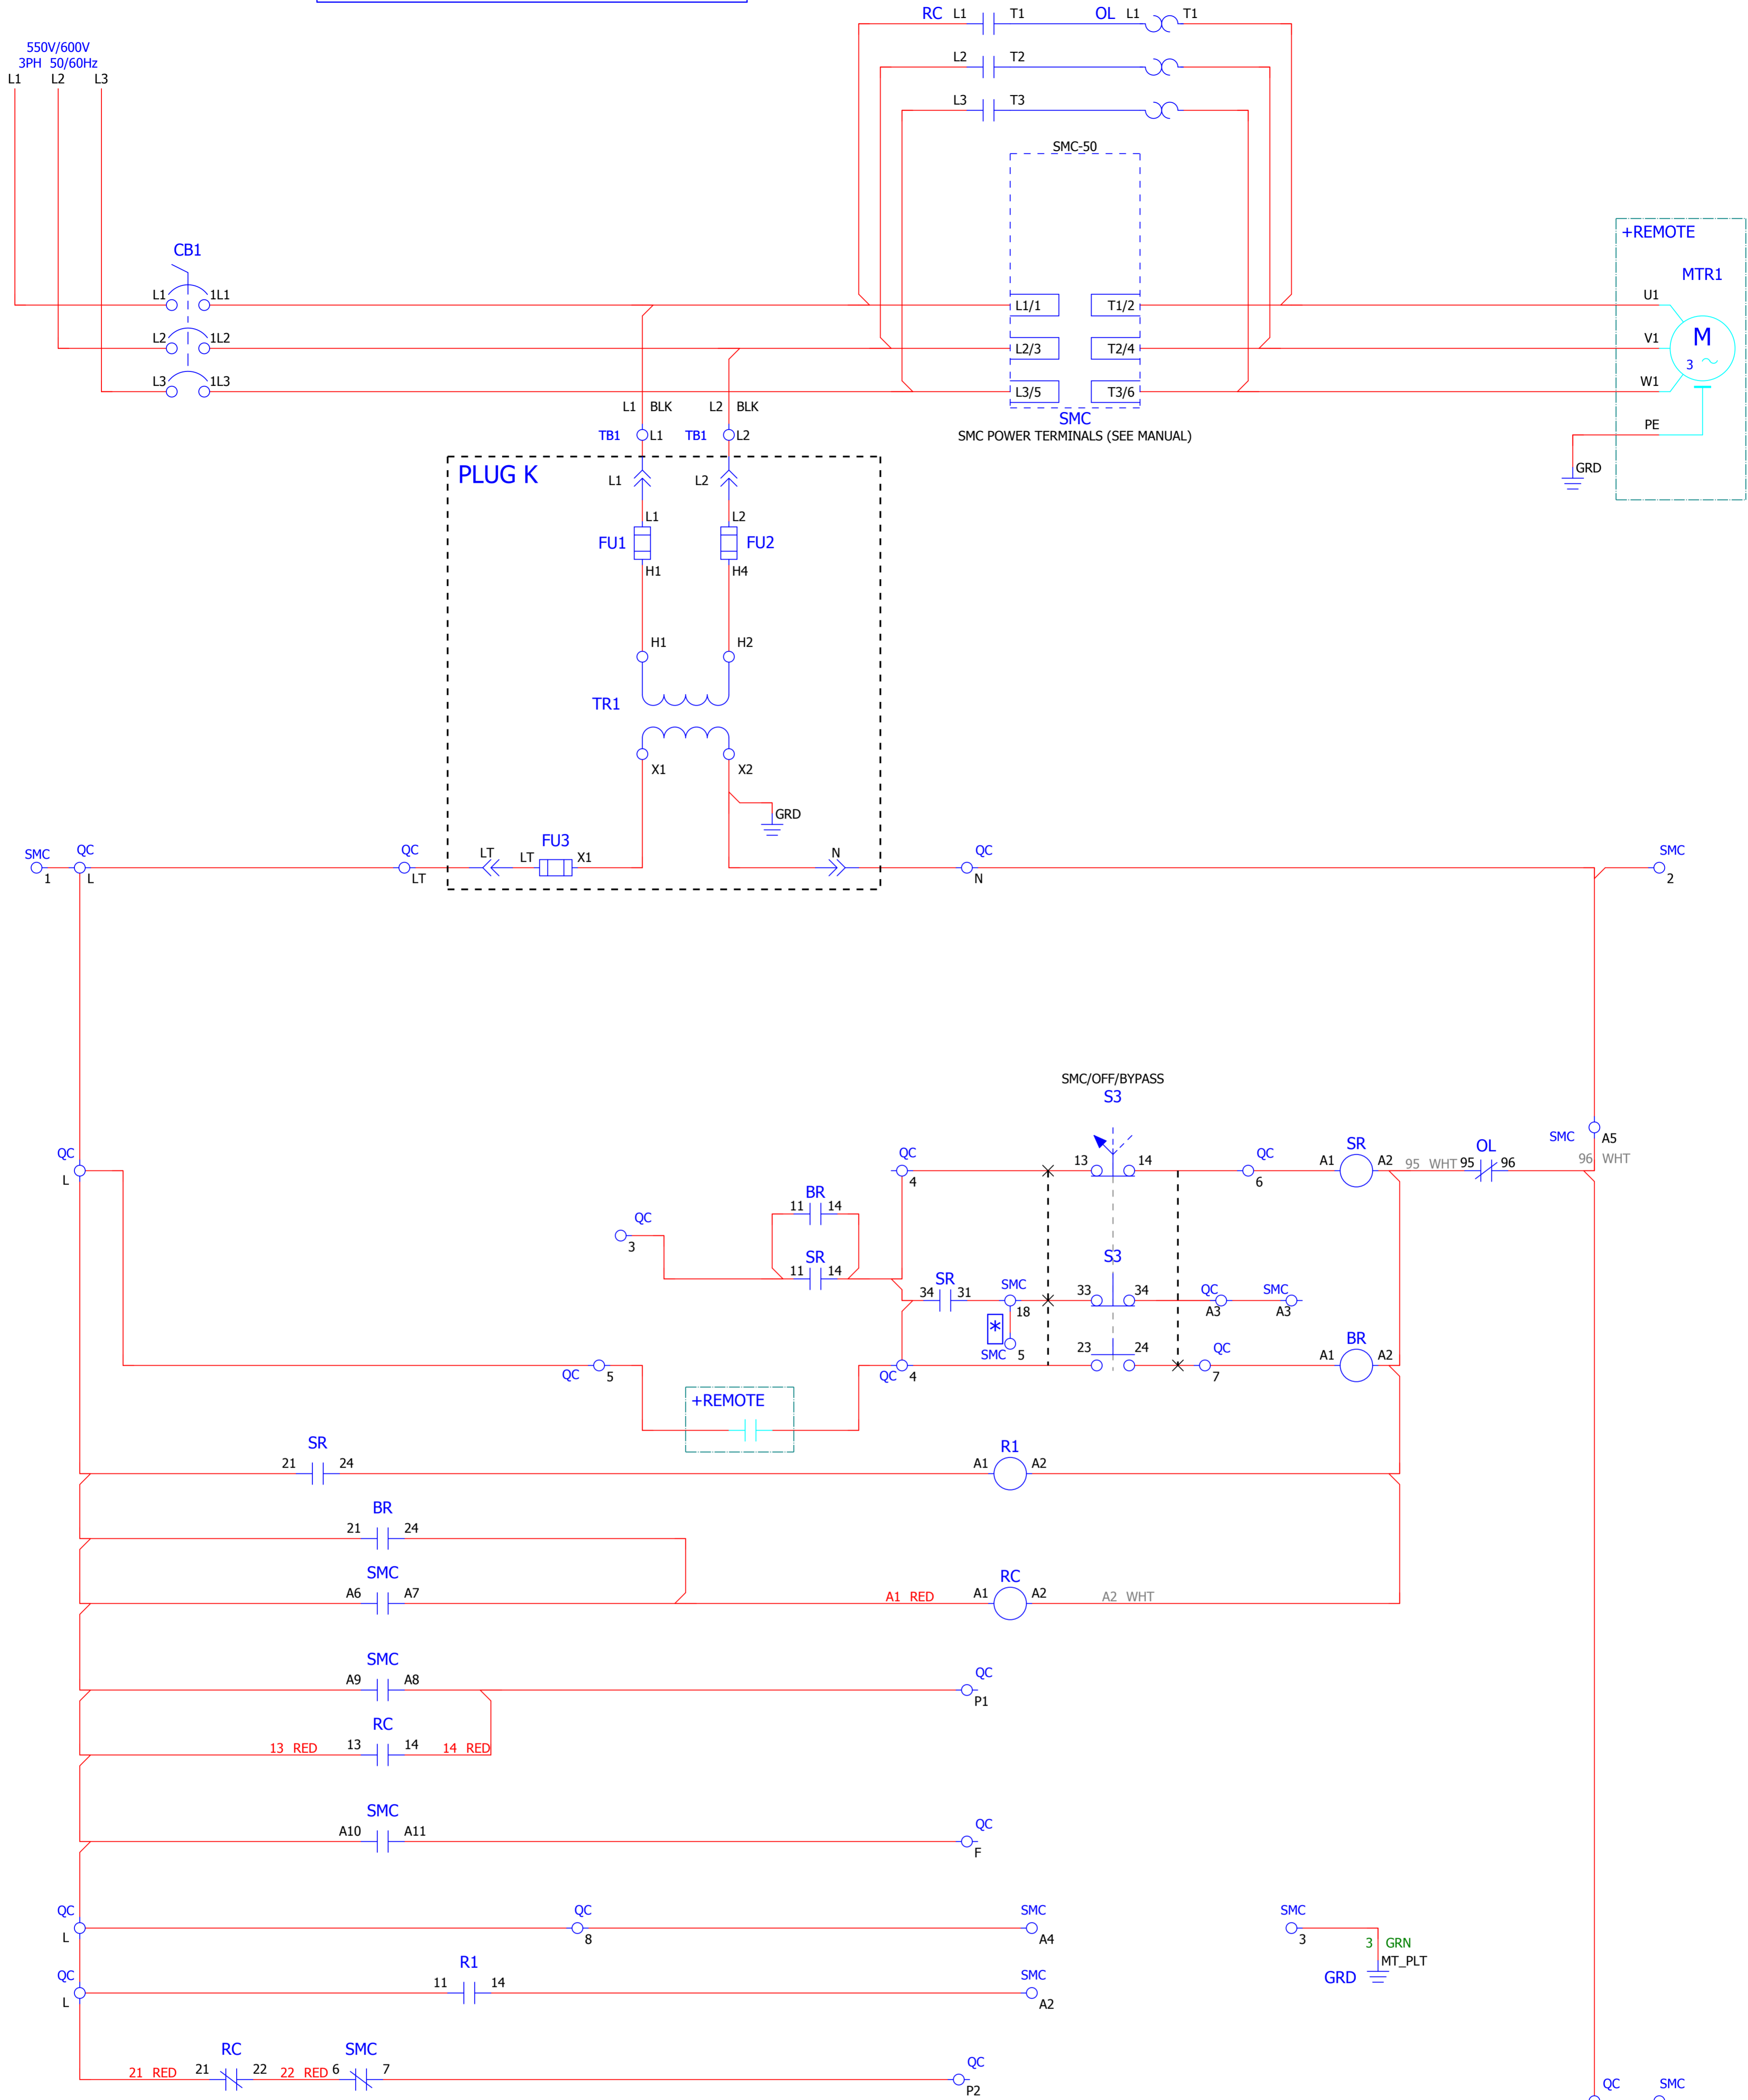 RC L1 T1 OL L1 T1
550V/600V
3PH 50/60Hz
L1 L2 L3
L2 T2
L3 T3
SMC-50
+REMOTE
CB1
MTR1
L1 1L1 L1/1 T1/2 U1
L2 1L2 L2/3 T2/4 V1 M
3
L3 1L3 L3/5 T3/6 W1
L1 BLK L2 BLK
SMC
PE
TB1 L1 TB1 L2 SMC POWER TERMINALS (SEE MANUAL)
PLUG K
L1 L2
GRD
L1 L2
FU1 FU2
H1 H4
H1 H2
TR1
X1 X2
GRD
SMC QC QC FU3 QC SMC
LT LT X1 N
1 L LT N 2
SMC/OFF/BYPASS
S3
SMC A5
QC QC 13 14 QC SR OL
A1 A2 95 WHT 95 96 96 WHT
L 4 6
BR
11 14
QC
3
SR S3
11 14
SR SMC QC SMC
34 31 33 34
18 A3 A3
*
SMC 5 23 24 QC BR
A1 A2
QC 5 QC 4 7
+REMOTE
SR R1
21 24 A1 A2
BR
21 24
SMC RC
A6 A7 A1 RED A1 A2 A2 WHT
SMC
A9 A8 QC
P1
RC
13 RED 13 14 14 RED
SMC
A10 A11 QC
F
QC QC SMC SMC
L 8 A4 3
3 GRN
MT_PLT
GRD
QC R1 SMC
11 14
L A2
RC SMC
21 RED 21 22 22 RED 6 7 QC
P2
QC SMC